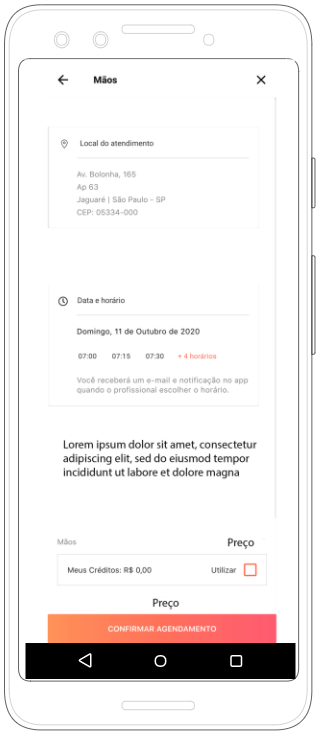 Mãos
Local do atendimento
Av. Bolonha, 165
Ap 63
Jaguaré | São Paulo - SP
CEP: 05334-000
Data e horário
Domingo, 11 de Outubro de 2020
07:00 07:15 07:30 + 4 horários
Você receberá um e-mail e notificação no app
quando o profissional escolher o horário.
Lorem ipsum dolor sit amet, consectetur
adipiscing elit, sed do eiusmod tempor
incididunt ut labore et dolore magna
Mãos Preço
Meus Créditos: R$ 0,00 Utilizar
Preço
CONFIRMAR AGENDAMENTO